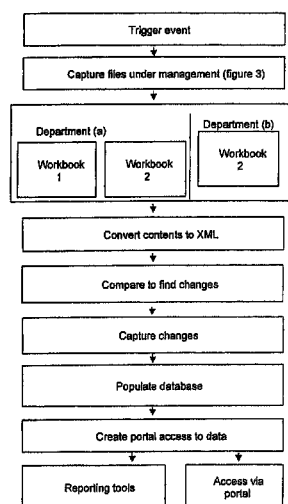 Trigger event
Capture files under management (figure 3)
Department (a)
Department (b)
Workbook
1
Workbook
2
Workbook
2
Convert contents to XML
Compare to find changes
Capture changes
Populate database
Create portal access to data
Reporting tools
Access via
portal